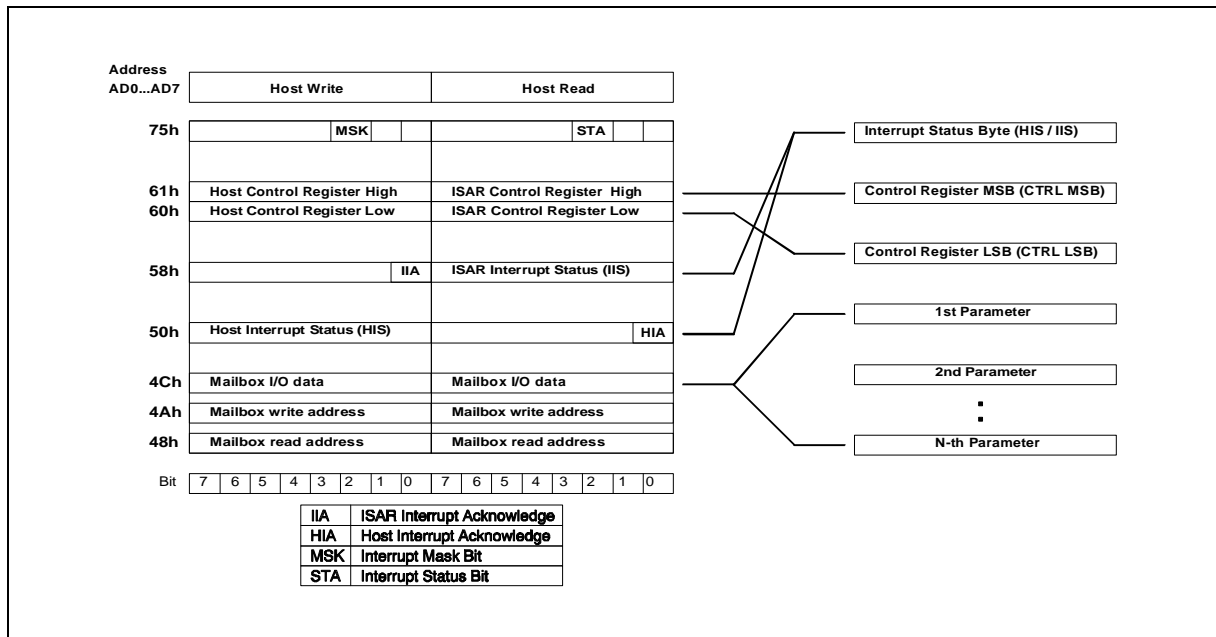 Address
AD0...AD7 Host Write Host Read
75h MSK STA Interrupt Status Byte (HIS / IIS)
61h Host Control Register High ISAR Control Register High Control Register MSB (CTRL MSB)
60h Host Control Register Low ISAR Control Register Low
Control Register LSB (CTRL LSB)
58h IIA ISAR Interrupt Status (IIS)
1st Parameter
50h Host Interrupt Status (HIS) HIA
2nd Parameter
4Ch Mailbox I/O data Mailbox I/O data
:
4Ah Mailbox write address Mailbox write address
48h Mailbox read address Mailbox read address N-th Parameter
Bit 7 6 5 4 3 2 1 0 7 6 5 4 3 2 1 0
IIA ISAR Interrupt Acknowledge
HIA Host Interrupt Acknowledge
MSK Interrupt Mask Bit
STA Interrupt Status Bit